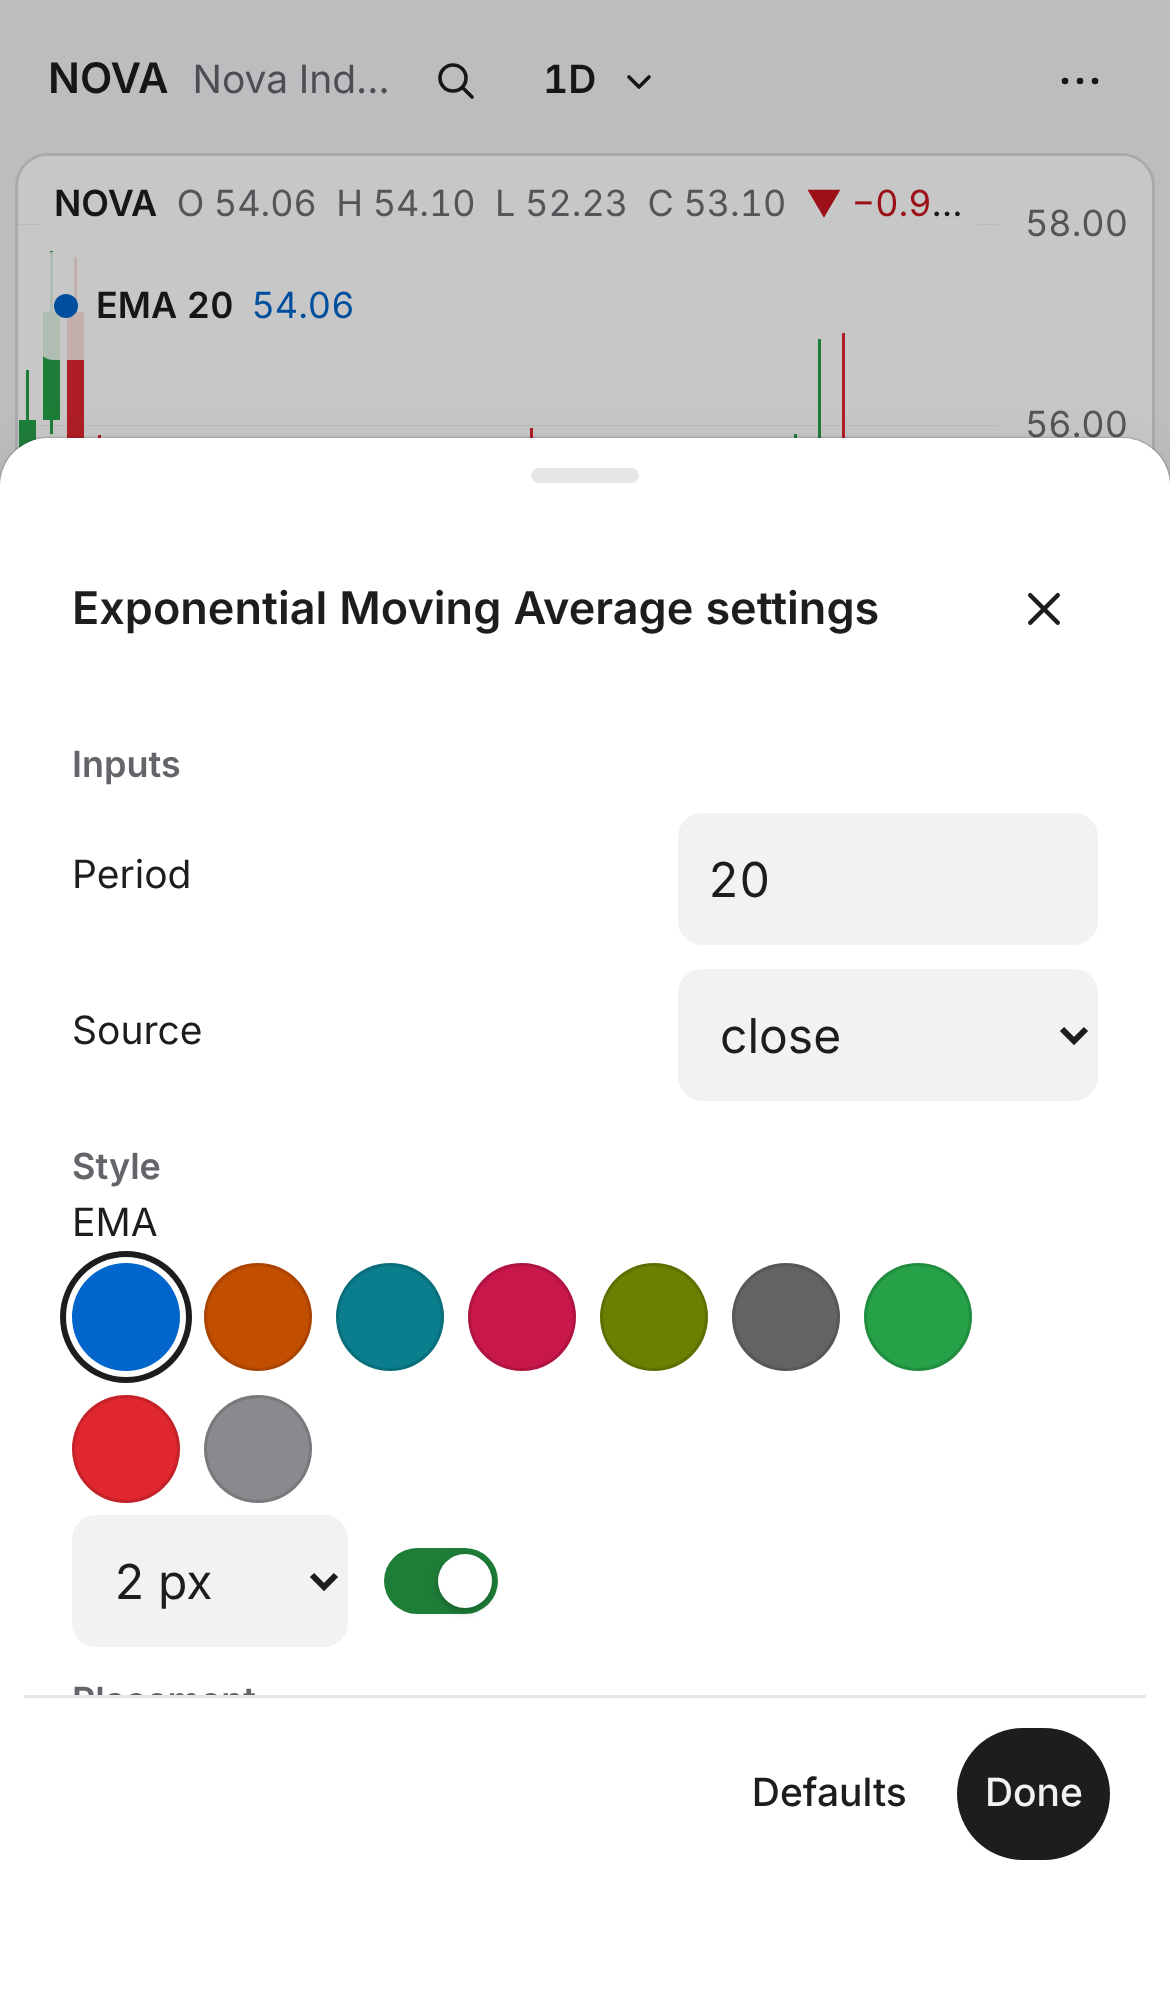 NOVA Nova Ind... 1D
NOVA O 54.06 H 54.10 L 52.23 C 53.10 ▼ −0.9...
58.00
EMA 20 54.06
56.00
Exponential Moving Average settings
Inputs
Period 20
Source close
Style
EMA
2 px
Placement
Defaults Done